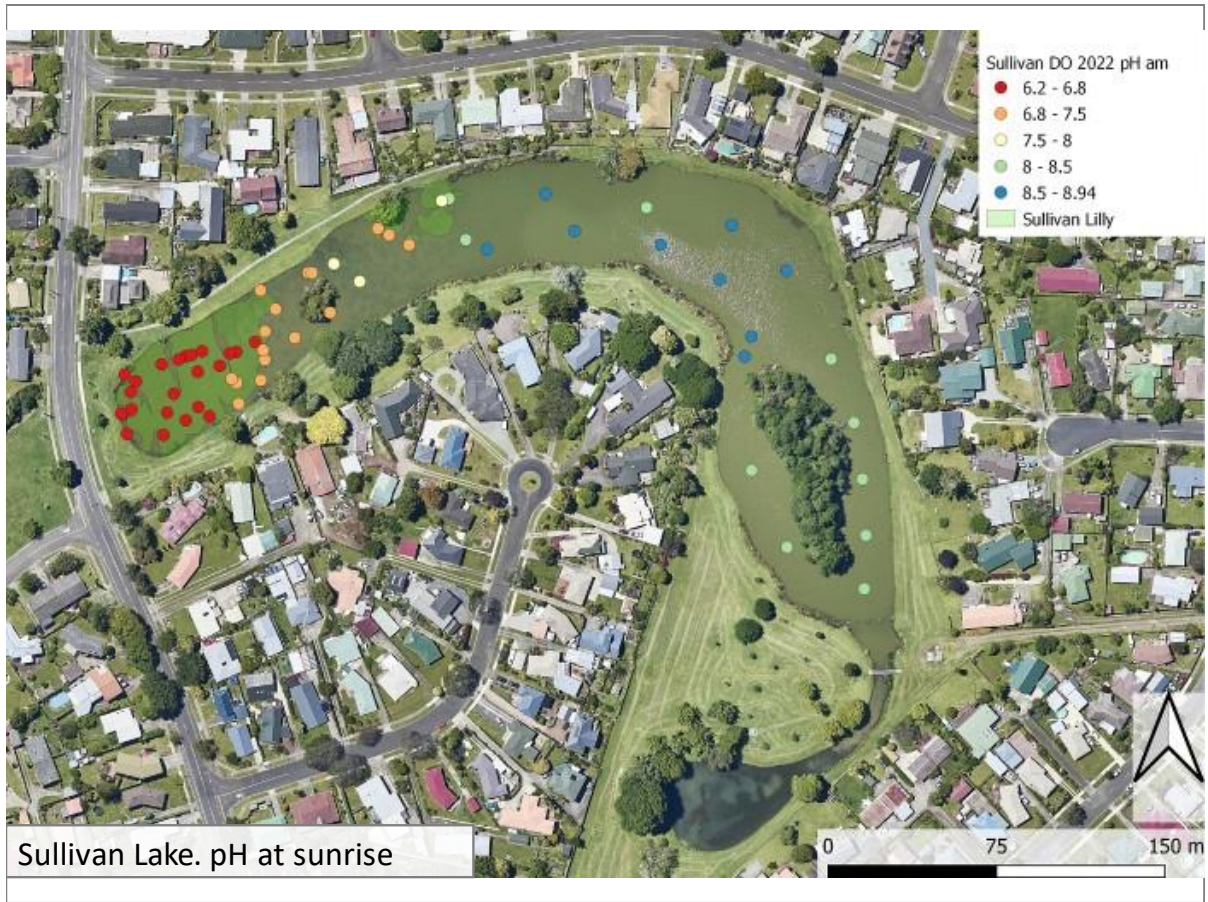 Sullivan DO 2022 pH am
6.2 - 6.8
6.8 - 7.5
7.5 - 8
8 - 8.5
8.5 - 8.94
Sullivan Lilly
Sullivan Lake. pH at sunrise
0 75 150 m